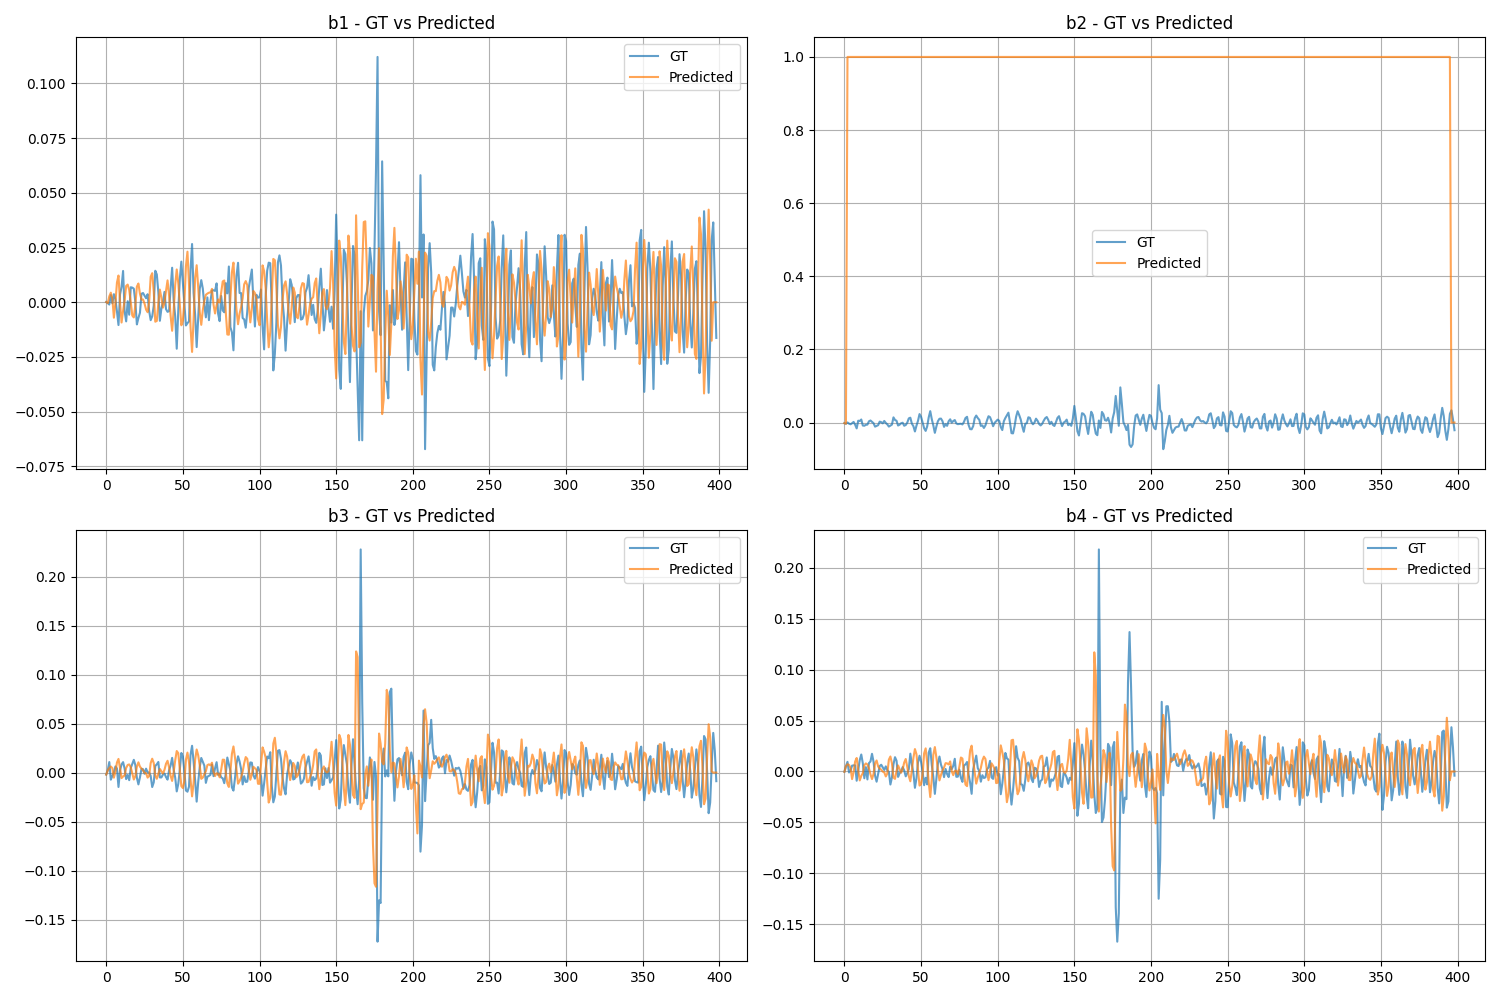 b1 - GT vs Predicted
0.100
0.075
0.050
0.025
0.000
−0.025
−0.050
−0.075
0 50 100 150 200 250 300 350 400
GT
Predicted
b2 - GT vs Predicted
1.0
0.8
0.6
0.4
0.2
0.0
0 50 100 150 200 250 300 350 400
GT
Predicted
b3 - GT vs Predicted
0.20
0.15
0.10
0.05
0.00
−0.05
−0.10
−0.15
0 50 100 150 200 250 300 350 400
GT
Predicted
b4 - GT vs Predicted
0.20
0.15
0.10
0.05
0.00
−0.05
−0.10
−0.15
0 50 100 150 200 250 300 350 400
GT
Predicted